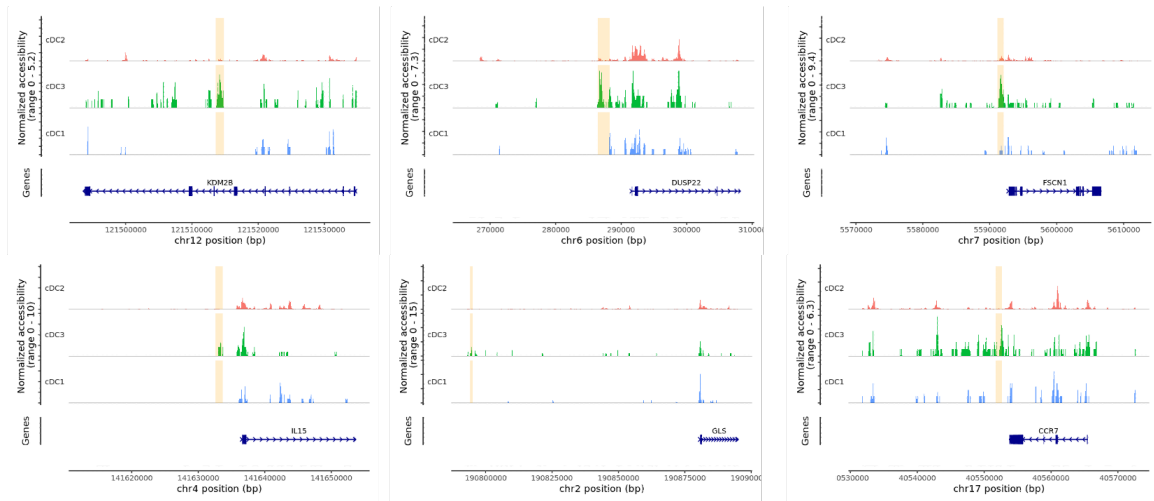 Normalized accessibility
(range 0 - 5.2)
cDC2
cDC3
cDC1
Genes
KDM2B
121500000 121510000 121520000 121530000
chr12 position (bp)
Normalized accessibility
(range 0 - 7.3)
cDC2
cDC3
cDC1
Genes
DUSP22
270000 280000 290000 300000 310000
chr6 position (bp)
Normalized accessibility
(range 0 - 9.4)
cDC2
cDC3
cDC1
Genes
FSCN1
5570000 5580000 5590000 5600000 5610000
chr7 position (bp)
Normalized accessibility
(range 0 - 10)
cDC2
cDC3
cDC1
Genes
IL15
141620000 141630000 141640000 141650000
chr4 position (bp)
Normalized accessibility
(range 0 - 15)
cDC2
cDC3
cDC1
Genes
GLS
190800000 190825000 190850000 190875000 1909000
chr2 position (bp)
Normalized accessibility
(range 0 - 6.3)
cDC2
cDC3
cDC1
Genes
CCR7
0530000 40540000 40550000 40560000 40570000
chr17 position (bp)